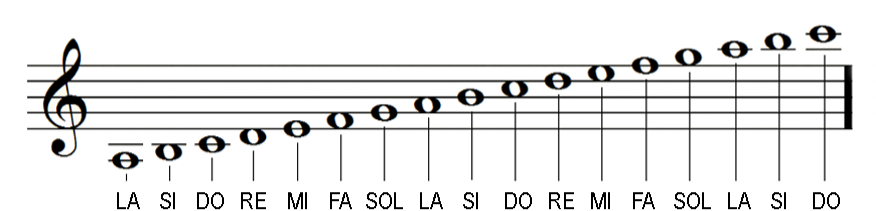 LA SI DO RE MI FA SOL LA SI DO RE MI FA SOL LA SI DO